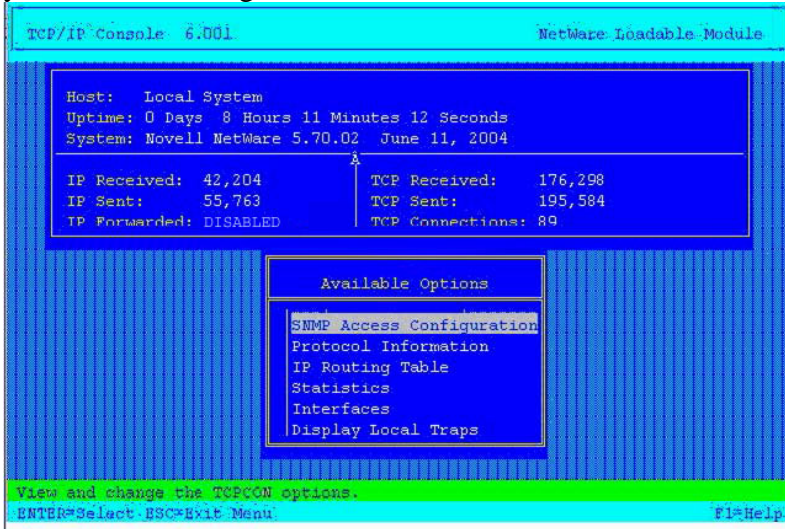 TCP/IP Console 6.00l NetWare Loadable Module
Host: Local System
Uptime: 0 Days 8 Hours 11 Minutes 12 Seconds
System: Novell NetWare 5.70.02 June 11, 2004
IP Received: 42,204 TCP Received: 176,298
IP Sent: 55,763 TCP Sent: 195,584
IP Forwarded: DISABLED TCP Connections: 89
Available Options
SNMP Access Configuration
Protocol Information
IP Routing Table
Statistics
Interfaces
Display Local Traps
View and change the TCPCON options.
ENTER=Select ESC=Exit Menu F1=Help